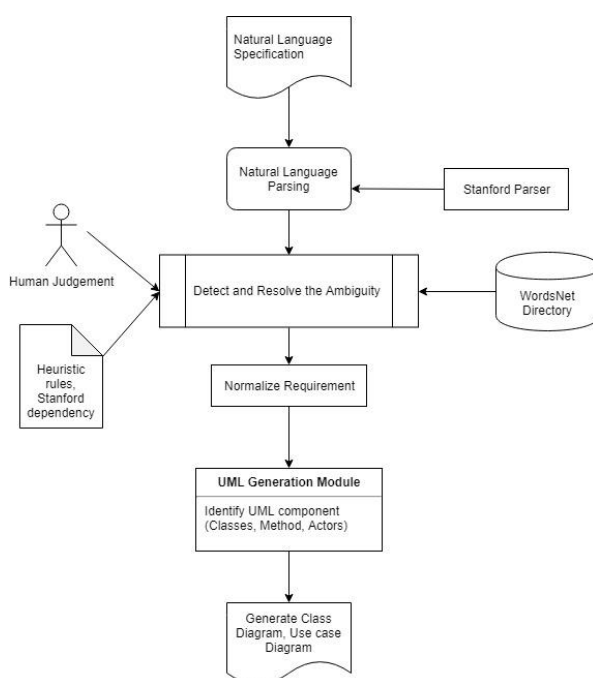 Natural Language
Specification
Natural Language
Parsing
Stanford Parser
Human Judgement
Detect and Resolve the Ambiguity
WordsNet
Directory
Heuristic
rules,
Stanford
dependency
Normalize Requirement
UML Generation Module
Identify UML component
(Classes, Method, Actors)
Generate Class
Diagram, Use case
Diagram